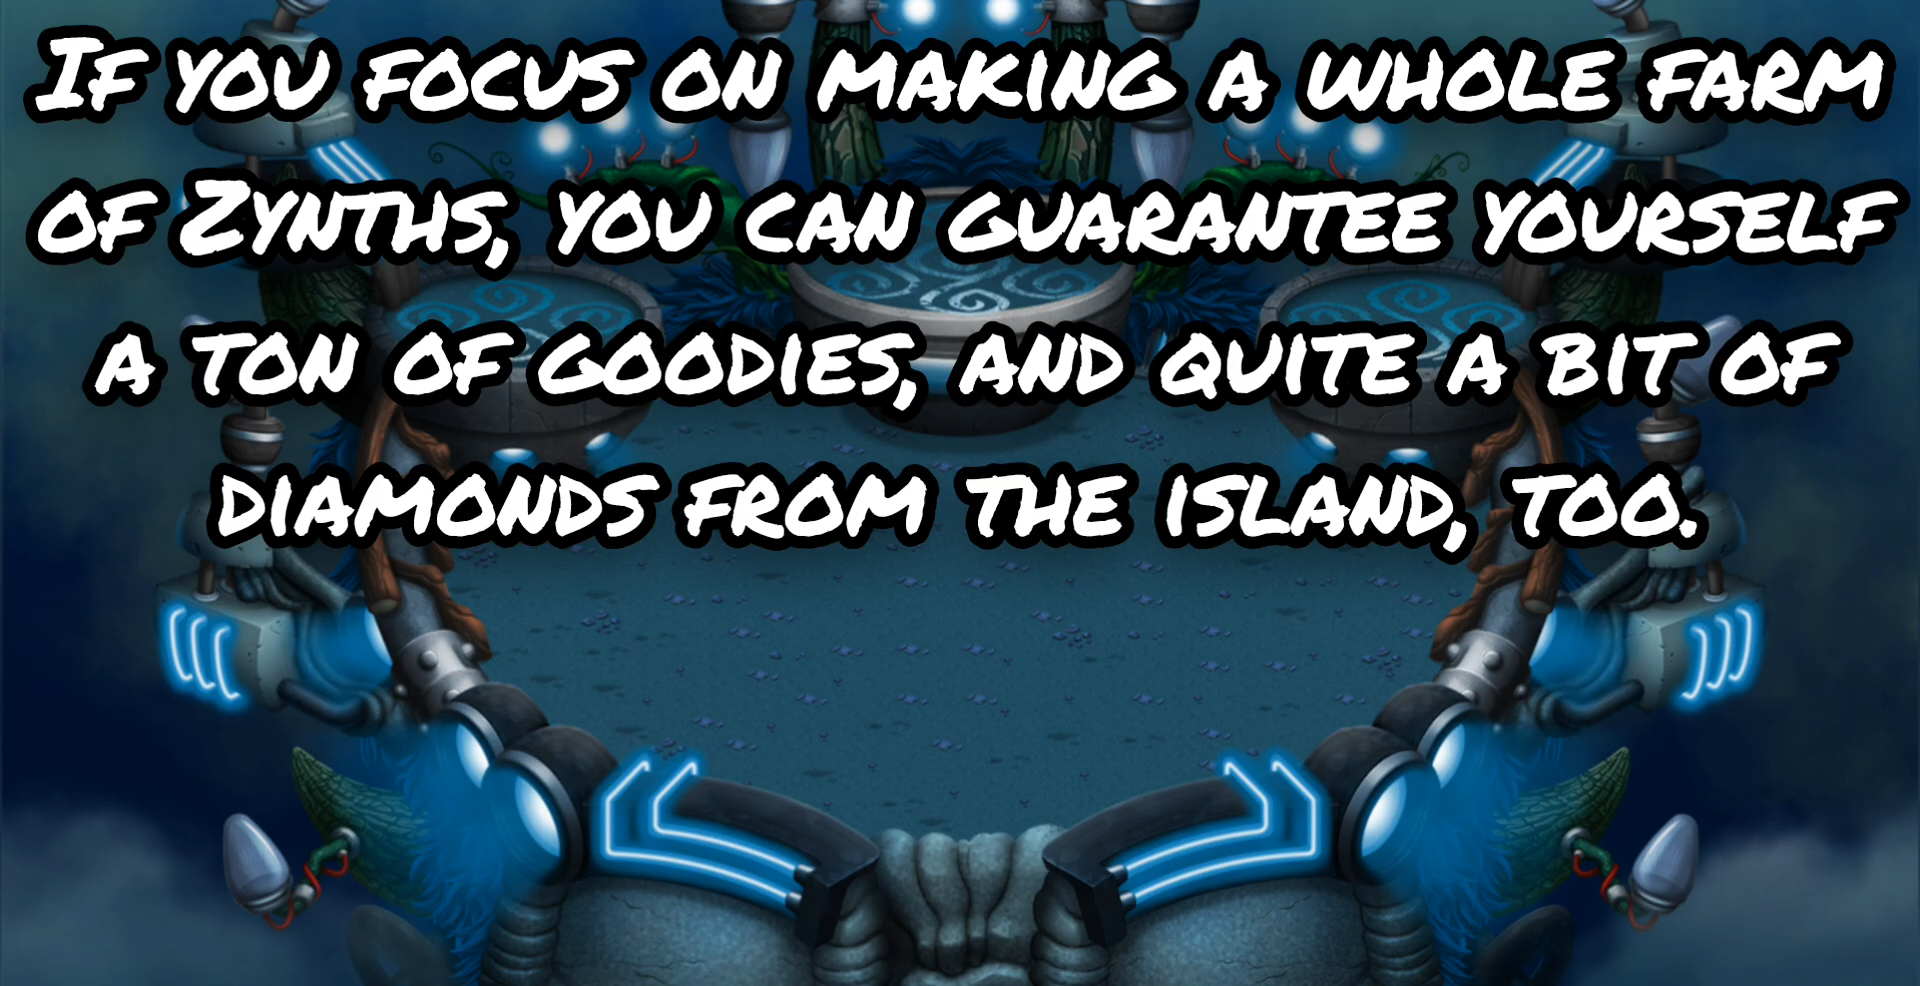 If you focus on making a whole farm
of Zynths, you can guarantee yourself
a ton of goodies, and quite a bit of
diamonds from the island, too.